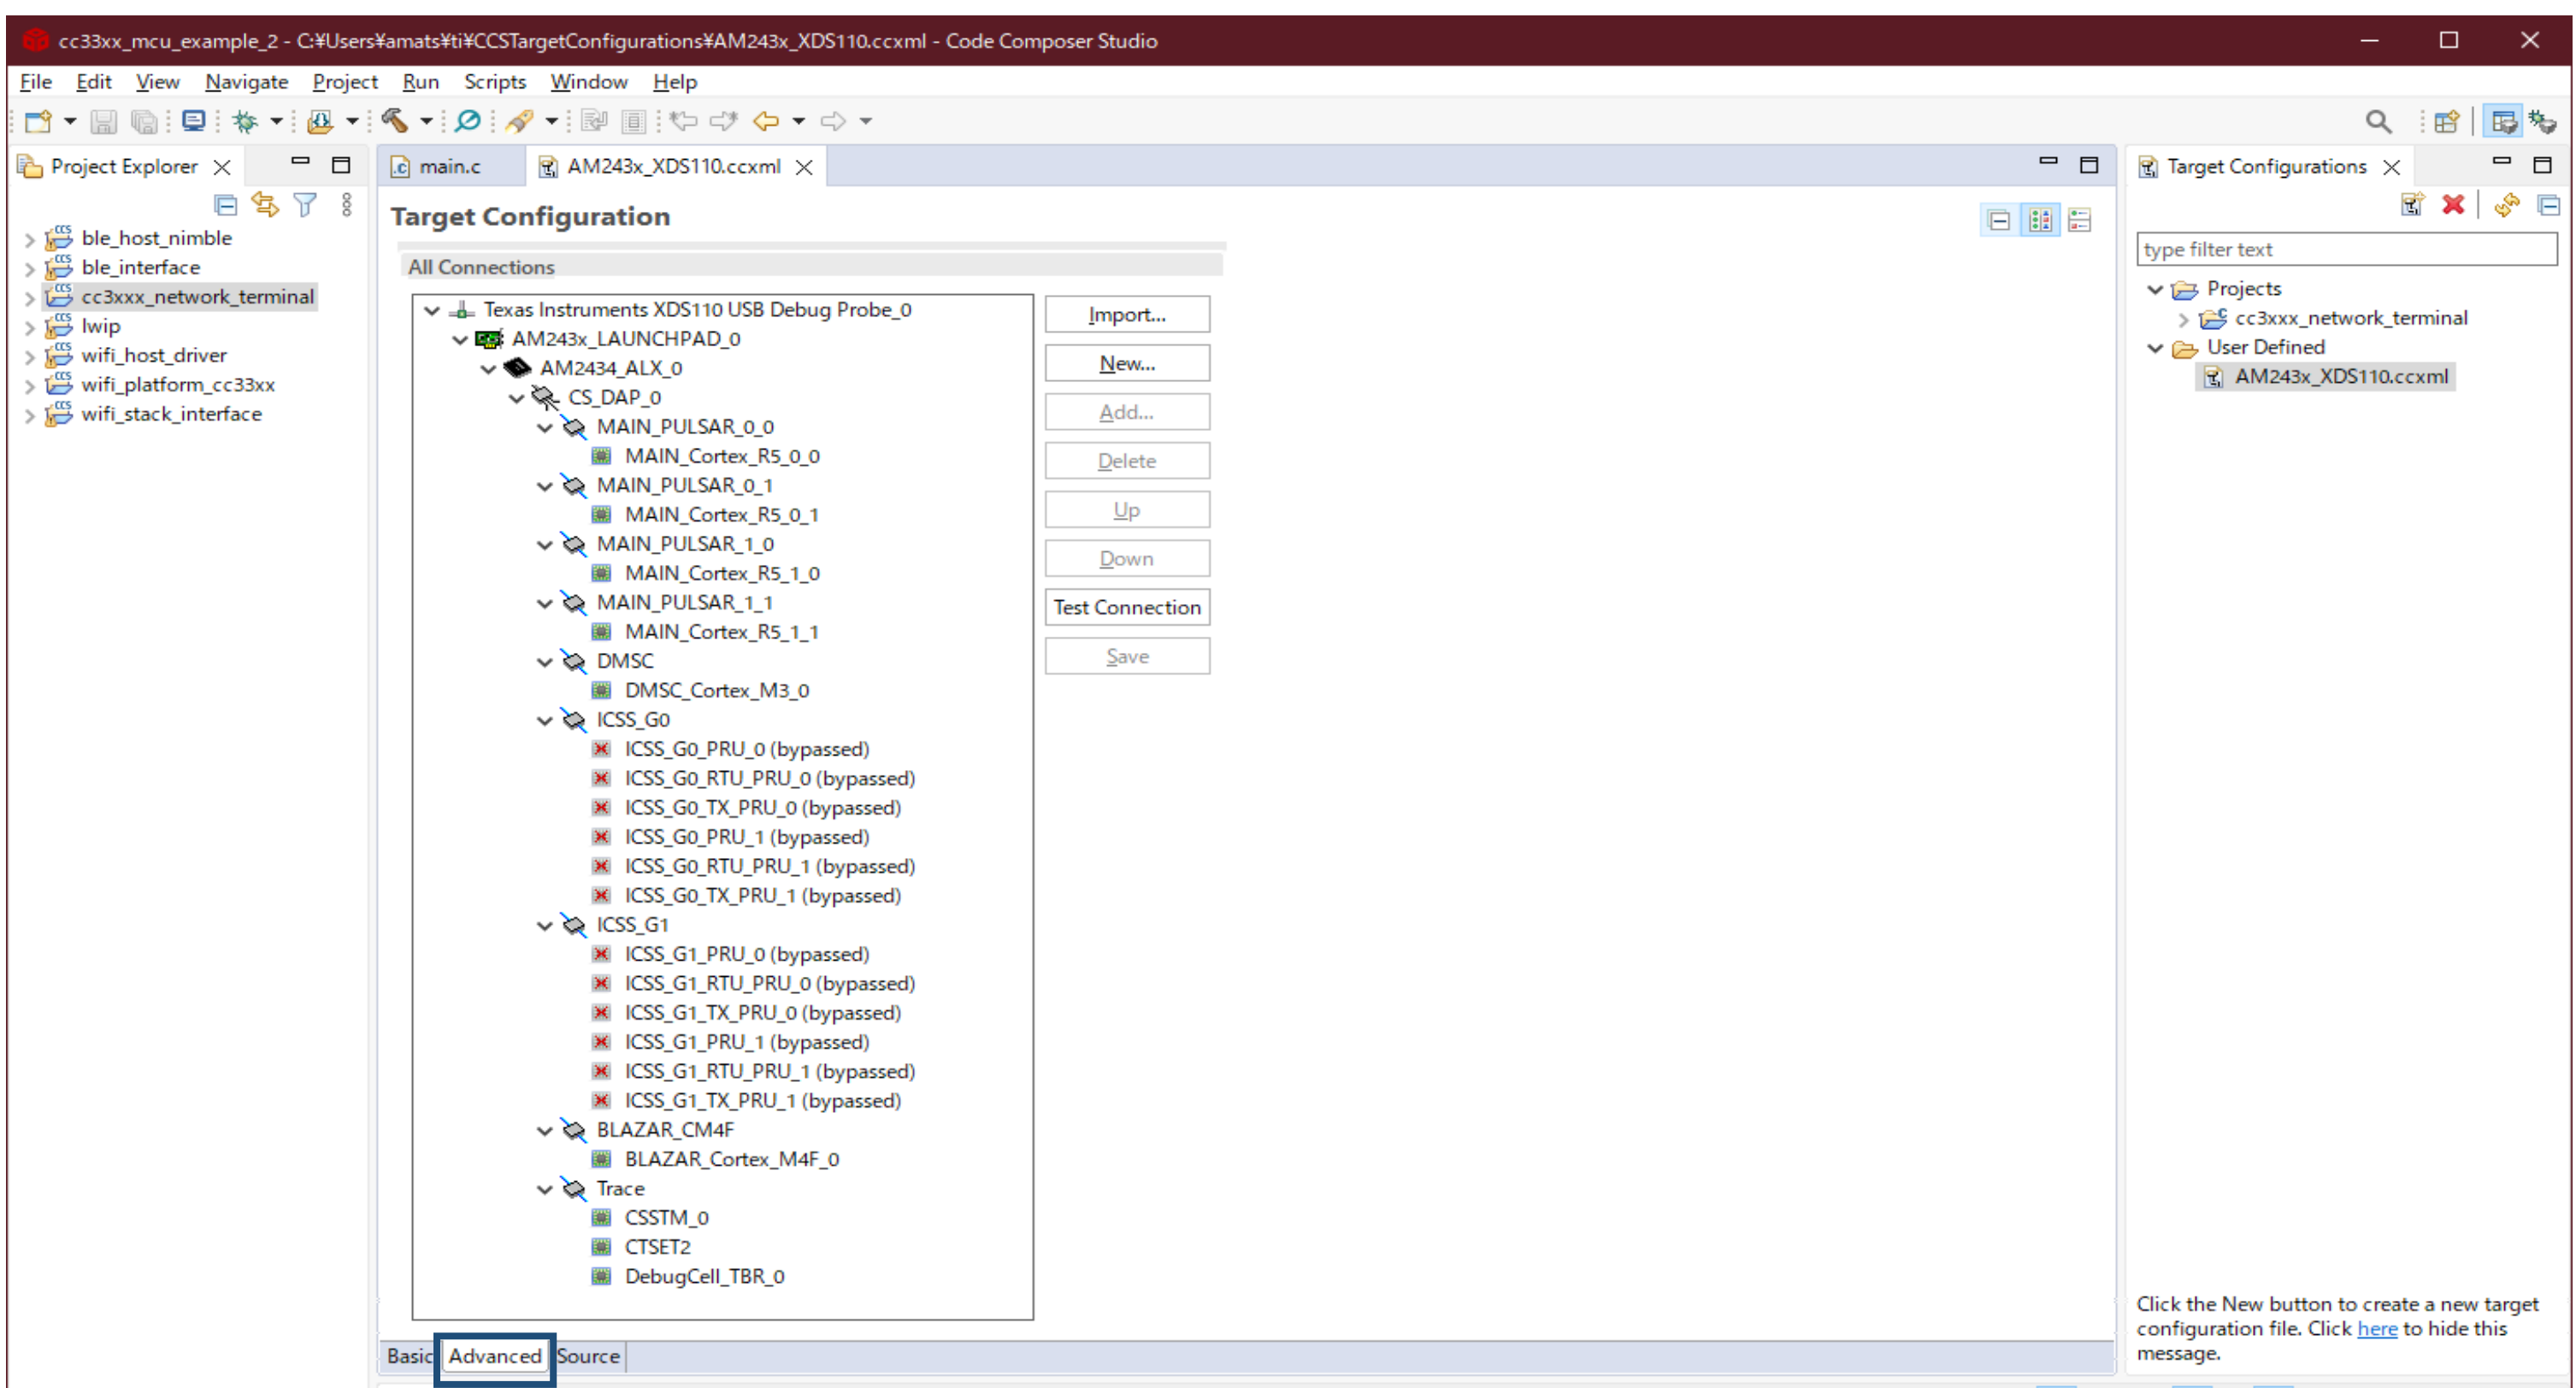 cc33xx_mcu_example_2 - C:¥Users¥amats¥ti¥CCSTargetConfigurations¥AM243x_XDS110.ccxml - Code Composer Studio
File Edit View Navigate Project Run Scripts Window Help
Project Explorer
ble_host_nimble
ble_interface
cc3xxx_network_terminal
lwip
wifi_host_driver
wifi_platform_cc33xx
wifi_stack_interface
main.c
AM243x_XDS110.ccxml
Target Configuration
All Connections
Texas Instruments XDS110 USB Debug Probe_0
AM243x_LAUNCHPAD_0
AM2434_ALX_0
CS_DAP_0
MAIN_PULSAR_0_0
MAIN_Cortex_R5_0_0
MAIN_PULSAR_0_1
MAIN_Cortex_R5_0_1
MAIN_PULSAR_1_0
MAIN_Cortex_R5_1_0
MAIN_PULSAR_1_1
MAIN_Cortex_R5_1_1
DMSC
DMSC_Cortex_M3_0
ICSS_G0
ICSS_G0_PRU_0 (bypassed)
ICSS_G0_RTU_PRU_0 (bypassed)
ICSS_G0_TX_PRU_0 (bypassed)
ICSS_G0_PRU_1 (bypassed)
ICSS_G0_RTU_PRU_1 (bypassed)
ICSS_G0_TX_PRU_1 (bypassed)
ICSS_G1
ICSS_G1_PRU_0 (bypassed)
ICSS_G1_RTU_PRU_0 (bypassed)
ICSS_G1_TX_PRU_0 (bypassed)
ICSS_G1_PRU_1 (bypassed)
ICSS_G1_RTU_PRU_1 (bypassed)
ICSS_G1_TX_PRU_1 (bypassed)
BLAZAR_CM4F
BLAZAR_Cortex_M4F_0
Trace
CSSTM_0
CTSET2
DebugCell_TBR_0
Import...
New...
Add...
Delete
Up
Down
Test Connection
Save
Basic Advanced Source
Target Configurations
type filter text
Projects
cc3xxx_network_terminal
User Defined
AM243x_XDS110.ccxml
Click the New button to create a new target
configuration file. Click here to hide this
message.